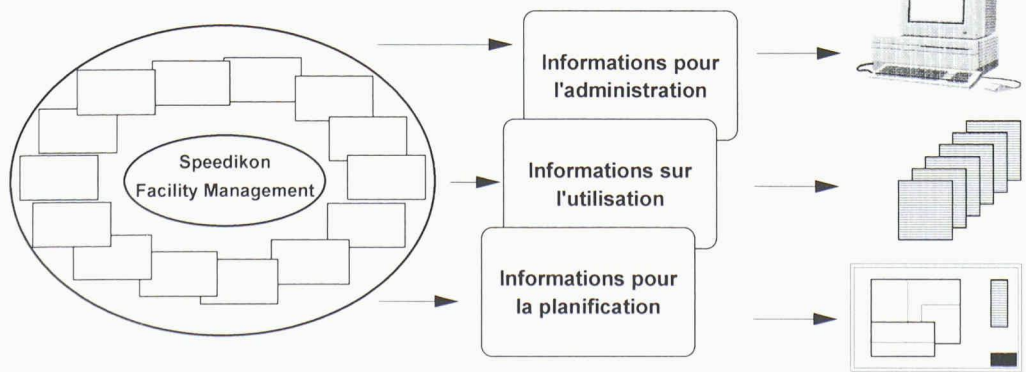 Speedikon
Facility Management
Informations pour
l'administration
Informations sur
l'utilisation
Informations pour
la planification